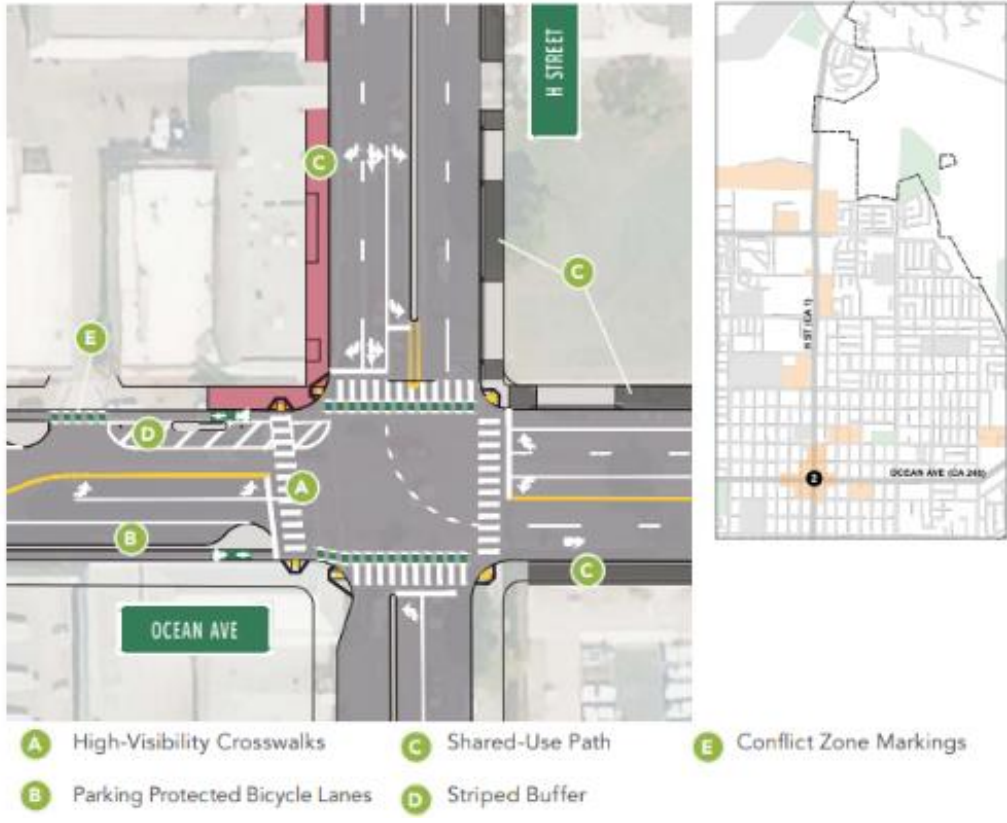 H STREET
C
C
E
D
A
B
C
OCEAN AVE
H ST (CA 1)
OCEAN AVE (CA 246)
2
A High-Visibility Crosswalks
C Shared-Use Path
E Conflict Zone Markings
B Parking Protected Bicycle Lanes
D Striped Buffer